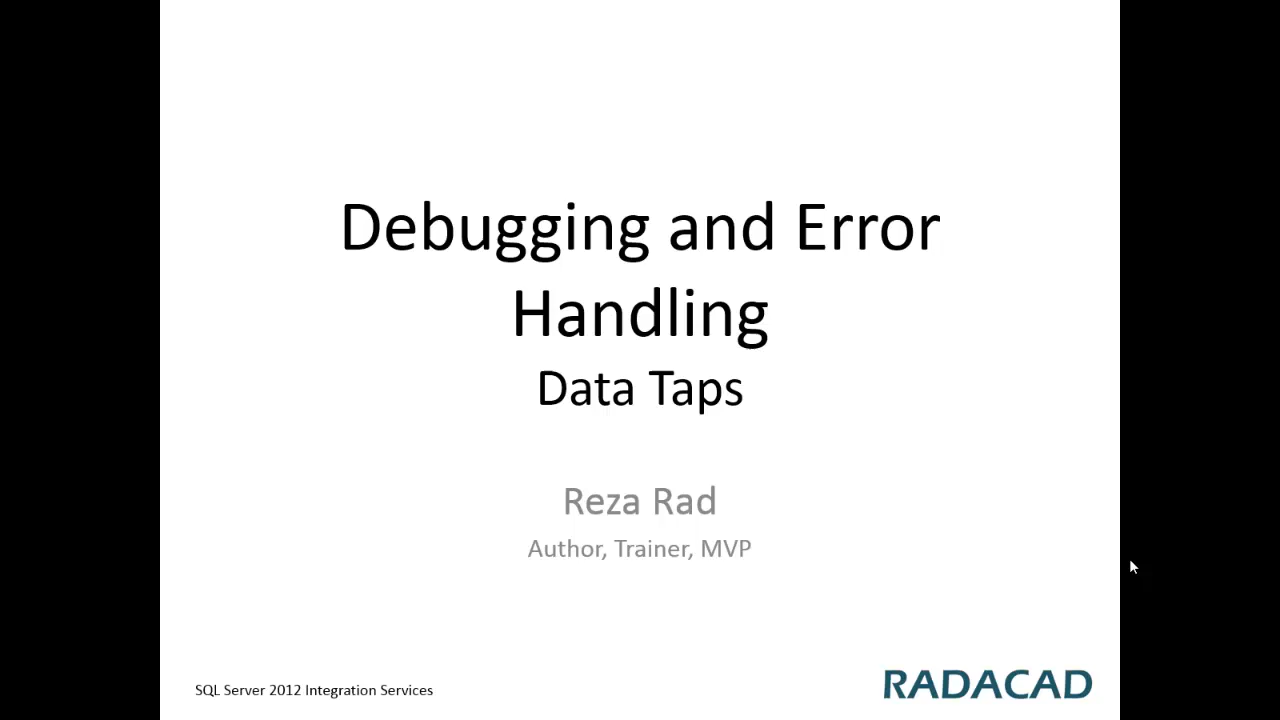 Debugging and Error
Handling
Data Taps
Reza Rad
Author, Trainer, MVP
SQL Server 2012 Integration Services
RADACAD